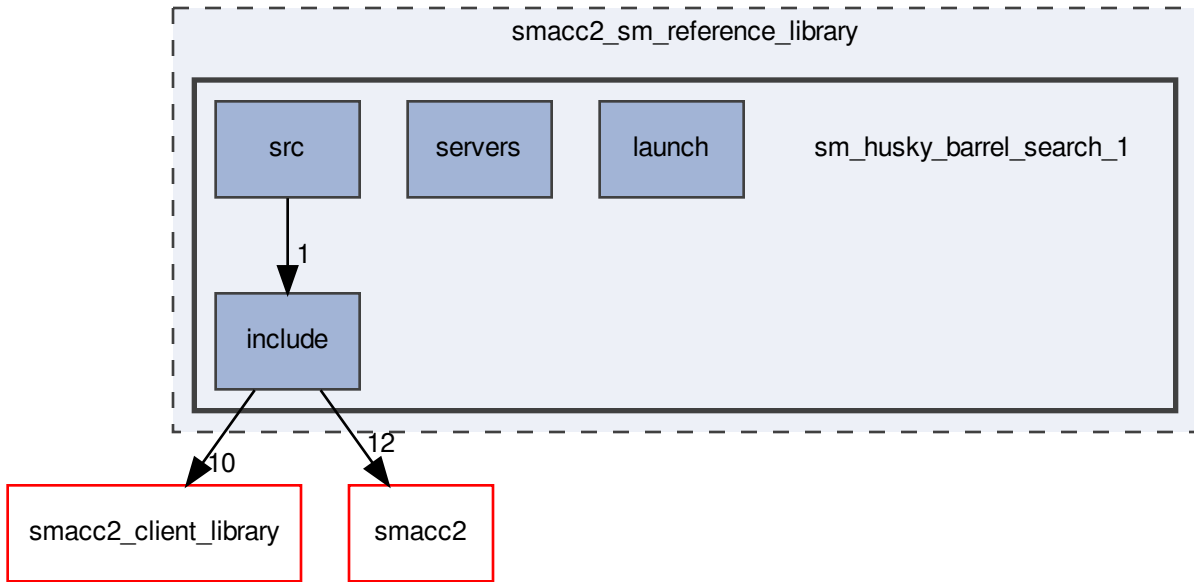 smacc2_sm_reference_library
src
servers
launch
sm_husky_barrel_search_1
1
include
10
12
smacc2_client_library
smacc2